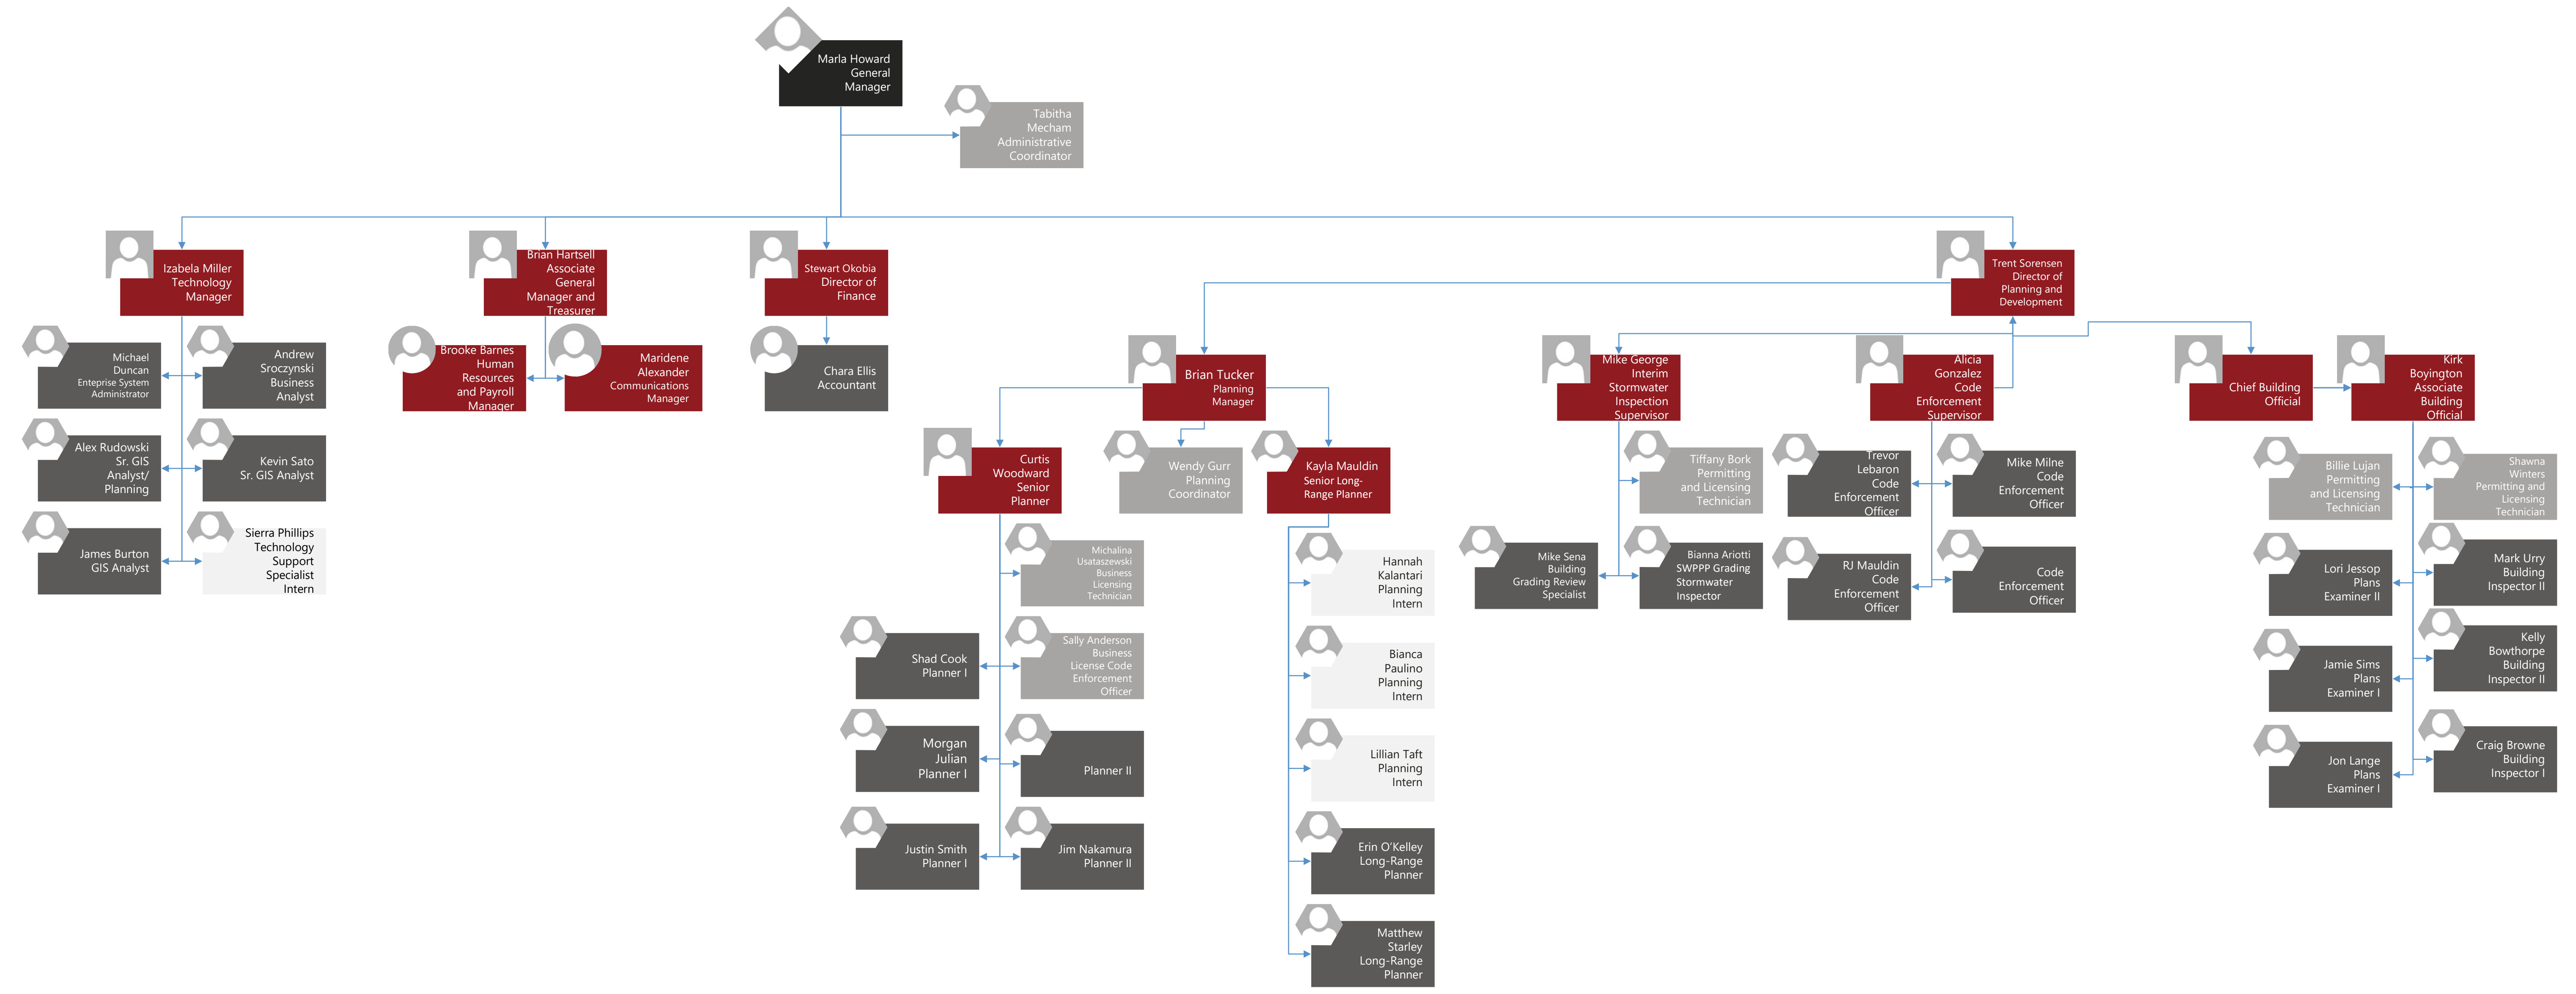 Marla Howard
General
Manager
Tabitha
Mecham
Administrative
Coordinator
Izabela Miller
Technology
Manager
Brian Hartsell
Associate
General
Manager and
Treasurer
Stewart Okobia
Director of
Finance
Trent Sorensen
Director of
Planning and
Development
Michael
Duncan
Enteprise System
Administrator
Andrew
Sroczynski
Business
Analyst
Alex Rudowski
Sr. GIS
Analyst/
Planning
Kevin Sato
Sr. GIS Analyst
James Burton
GIS Analyst
Sierra Phillips
Technology
Support
Specialist
Intern
Brooke Barnes
Human
Resources
and Payroll
Manager
Maridene
Alexander
Communications
Manager
Chara Ellis
Accountant
Brian Tucker
Planning
Manager
Mike George
Interim
Stormwater
Inspection
Supervisor
Alicia
Gonzalez
Code
Enforcement
Supervisor
Chief Building
Official
Kirk
Boyington
Associate
Building
Official
Curtis
Woodward
Senior
Planner
Wendy Gurr
Planning
Coordinator
Kayla Mauldin
Senior Long-
Range Planner
Michalina
Usataszewski
Business
Licensing
Technician
Shad Cook
Planner I
Sally Anderson
Business
License Code
Enforcement
Officer
Morgan
Julian
Planner I
Planner II
Justin Smith
Planner I
Jim Nakamura
Planner II
Hannah
Kalantari
Planning
Intern
Bianca
Paulino
Planning
Intern
Lillian Taft
Planning
Intern
Erin O’Kelley
Long-Range
Planner
Matthew
Starley
Long-Range
Planner
Tiffany Bork
Permitting
and Licensing
Technician
Mike Sena
Building
Grading Review
Specialist
Bianna Ariotti
SWPPP Grading
Stormwater
Inspector
Trevor
Lebaron
Code
Enforcement
Officer
Mike Milne
Code
Enforcement
Officer
RJ Mauldin
Code
Enforcement
Officer
Code
Enforcement
Officer
Billie Lujan
Permitting
and Licensing
Technician
Shawna
Winters
Permitting and
Licensing
Technician
Lori Jessop
Plans
Examiner II
Mark Urry
Building
Inspector II
Jamie Sims
Plans
Examiner I
Kelly
Bowthorpe
Building
Inspector II
Jon Lange
Plans
Examiner I
Craig Browne
Building
Inspector I